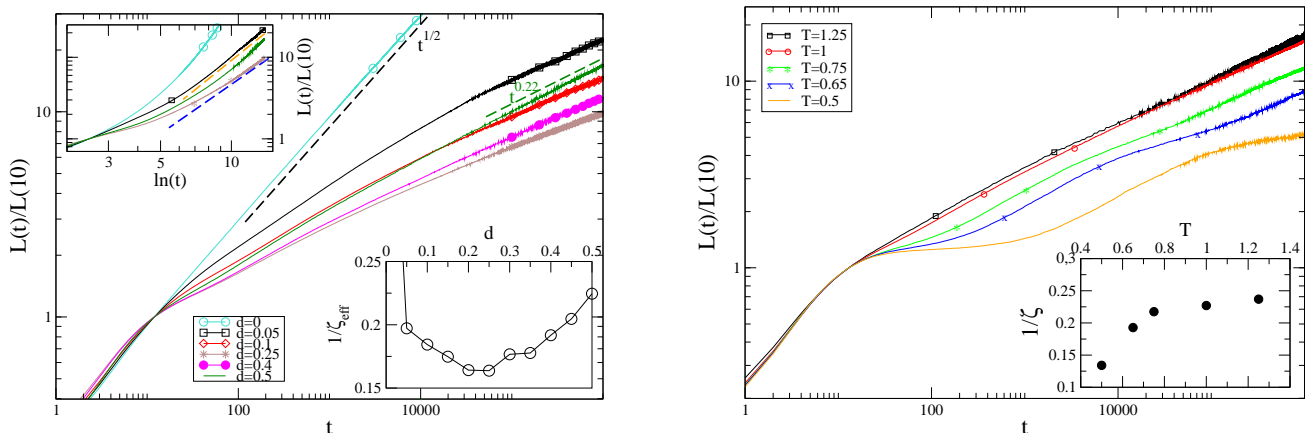 L(t)/L(10)
10
1
1
100
10000
t
L(t)/L(10)
10
1
3
5
10
ln(t)
t^{1/2}
t^{0.22}
d=0
d=0.05
d=0.1
d=0.25
d=0.4
d=0.5
d
0
0.1
0.2
0.3
0.4
0.5
0.25
0.2
0.15
1/ζ_{eff}
L(t)/L(10)
10
1
1
100
10000
t
T=1.25
T=1
T=0.75
T=0.65
T=0.5
T
0.4
0.6
0.8
1
1.2
1.4
0.3
0.25
0.2
0.15
0.1
1/ζ